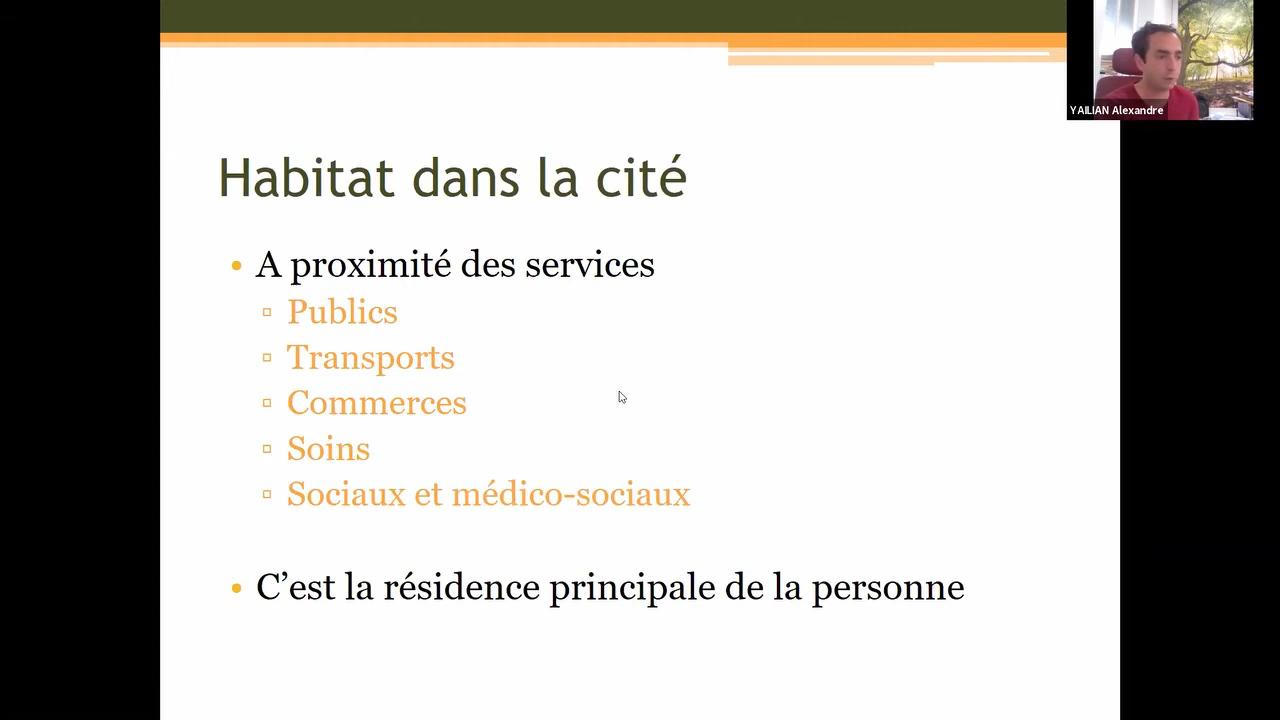 YAILIAN Alexandre
Habitat dans la cité
• A proximité des services
▫ Publics
▫ Transports
▫ Commerces
▫ Soins
▫ Sociaux et médico-sociaux
• C’est la résidence principale de la personne